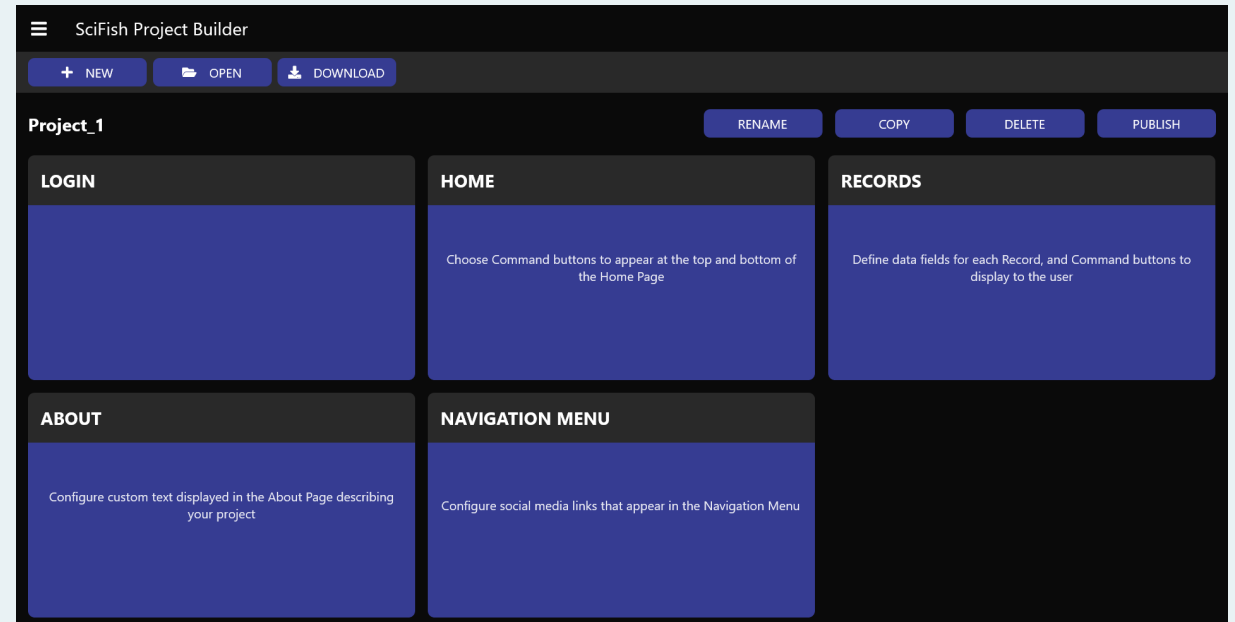 SciFish Project Builder
NEW
OPEN
DOWNLOAD
Project_1
RENAME
COPY
DELETE
PUBLISH
LOGIN
HOME
Choose Command buttons to appear at the top and bottom of
the Home Page
RECORDS
Define data fields for each Record, and Command buttons to
display to the user
ABOUT
Configure custom text displayed in the About Page describing
your project
NAVIGATION MENU
Configure social media links that appear in the Navigation Menu